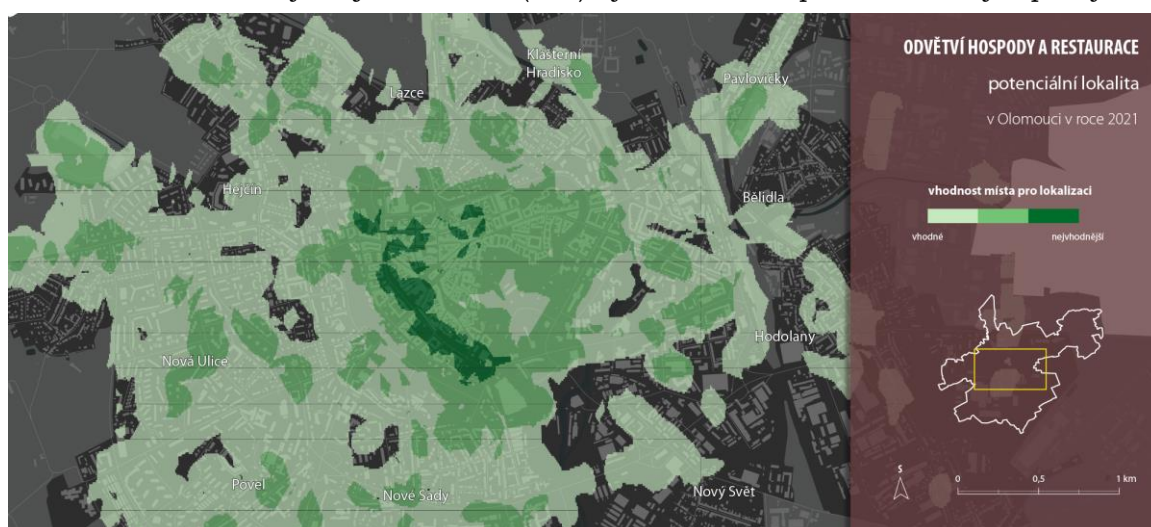 Klášterní
Hradisko
Pavlovičky
Lazce
Hejčín
Bělidla
Hodolany
Nová Ulice
Povel
Nové Sady
Nový Svět
ODVĚTVÍ HOSPODY A RESTAURACE
potenciální lokalita
v Olomouci v roce 2021
vhodnost místa pro lokalizaci
vhodné
nejvhodnější
S
0 0,5 1 km